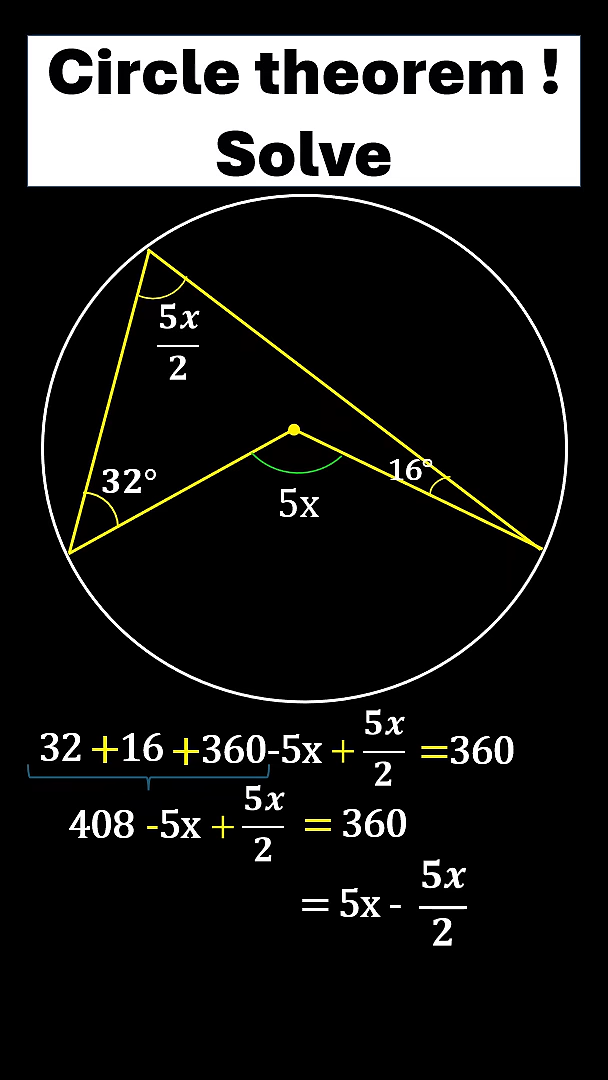 Circle theorem !
Solve
5x/2
32°
16°
5x
32 +16 +360-5x + 5x/2 =360
408 -5x + 5x/2 = 360
= 5x - 5x/2